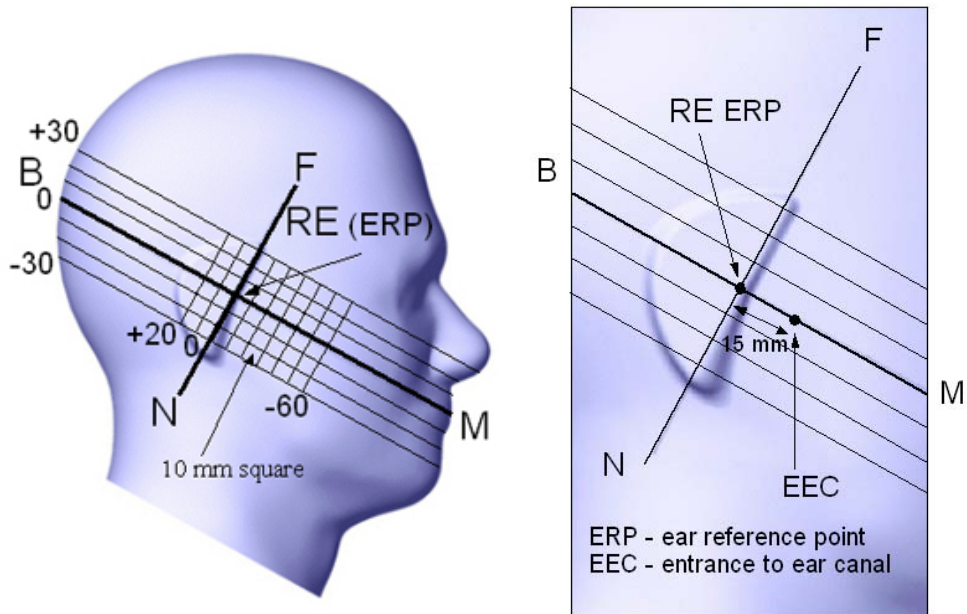 +30
B
0
-30
F
RE (ERP)
+20
0
N
-60
M
10 mm square
F
RE ERP
B
15 mm
M
N
EEC
ERP - ear reference point
EEC - entrance to ear canal